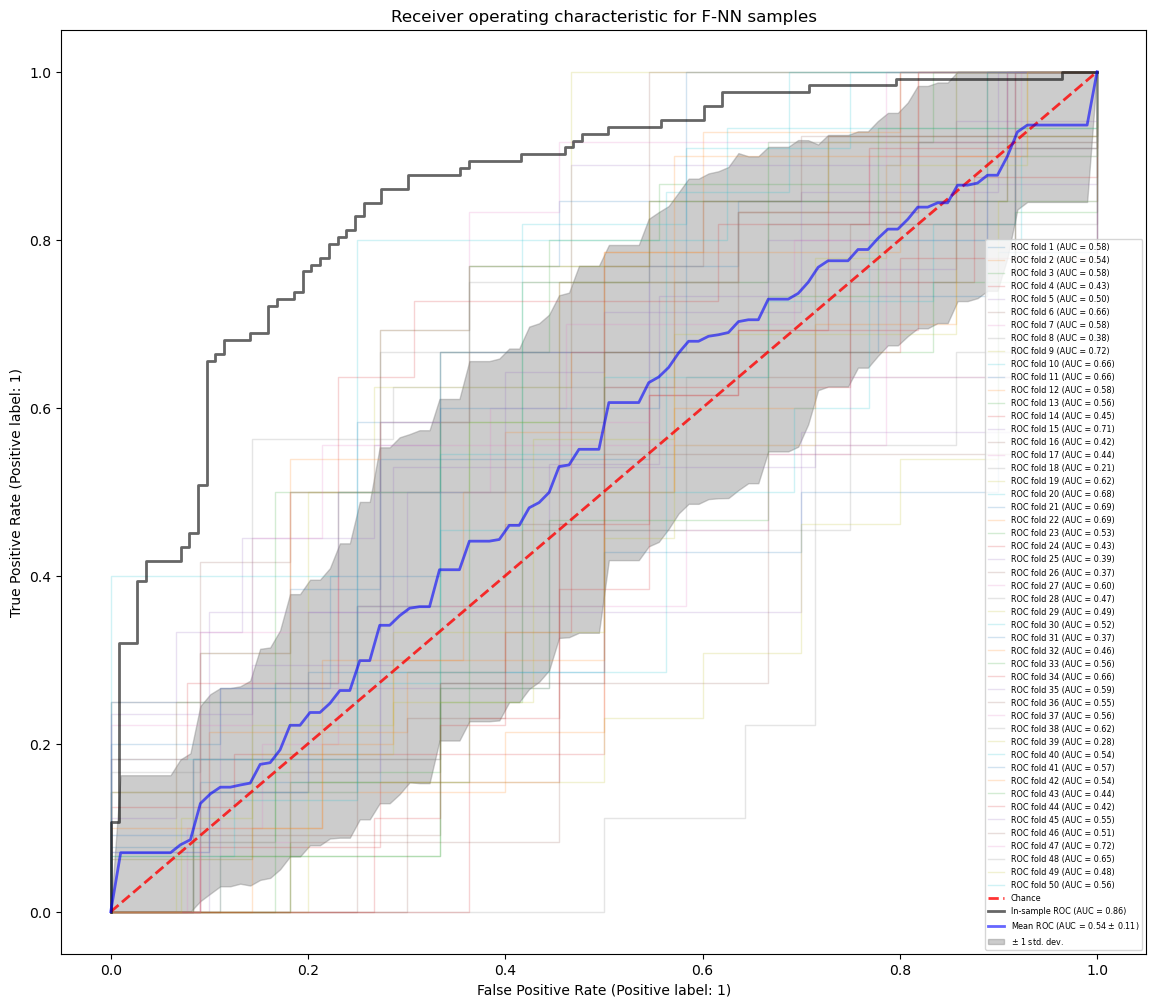 Receiver operating characteristic for F-NN samples
True Positive Rate (Positive label: 1)
1.0
0.8
0.6
0.4
0.2
0.0
ROC fold 1 (AUC = 0.58)
ROC fold 2 (AUC = 0.54)
ROC fold 3 (AUC = 0.58)
ROC fold 4 (AUC = 0.43)
ROC fold 5 (AUC = 0.50)
ROC fold 6 (AUC = 0.66)
ROC fold 7 (AUC = 0.58)
ROC fold 8 (AUC = 0.38)
ROC fold 9 (AUC = 0.72)
ROC fold 10 (AUC = 0.66)
ROC fold 11 (AUC = 0.66)
ROC fold 12 (AUC = 0.58)
ROC fold 13 (AUC = 0.56)
ROC fold 14 (AUC = 0.45)
ROC fold 15 (AUC = 0.71)
ROC fold 16 (AUC = 0.42)
ROC fold 17 (AUC = 0.44)
ROC fold 18 (AUC = 0.21)
ROC fold 19 (AUC = 0.62)
ROC fold 20 (AUC = 0.68)
ROC fold 21 (AUC = 0.69)
ROC fold 22 (AUC = 0.69)
ROC fold 23 (AUC = 0.53)
ROC fold 24 (AUC = 0.43)
ROC fold 25 (AUC = 0.39)
ROC fold 26 (AUC = 0.37)
ROC fold 27 (AUC = 0.60)
ROC fold 28 (AUC = 0.47)
ROC fold 29 (AUC = 0.49)
ROC fold 30 (AUC = 0.52)
ROC fold 31 (AUC = 0.37)
ROC fold 32 (AUC = 0.46)
ROC fold 33 (AUC = 0.56)
ROC fold 34 (AUC = 0.66)
ROC fold 35 (AUC = 0.59)
ROC fold 36 (AUC = 0.55)
ROC fold 37 (AUC = 0.56)
ROC fold 38 (AUC = 0.62)
ROC fold 39 (AUC = 0.28)
ROC fold 40 (AUC = 0.54)
ROC fold 41 (AUC = 0.57)
ROC fold 42 (AUC = 0.54)
ROC fold 43 (AUC = 0.44)
ROC fold 44 (AUC = 0.42)
ROC fold 45 (AUC = 0.55)
ROC fold 46 (AUC = 0.51)
ROC fold 47 (AUC = 0.72)
ROC fold 48 (AUC = 0.65)
ROC fold 49 (AUC = 0.48)
ROC fold 50 (AUC = 0.56)
Chance
In-sample ROC (AUC = 0.86)
Mean ROC (AUC = 0.54 ± 0.11)
± 1 std. dev.
0.0 0.2 0.4 0.6 0.8 1.0
False Positive Rate (Positive label: 1)